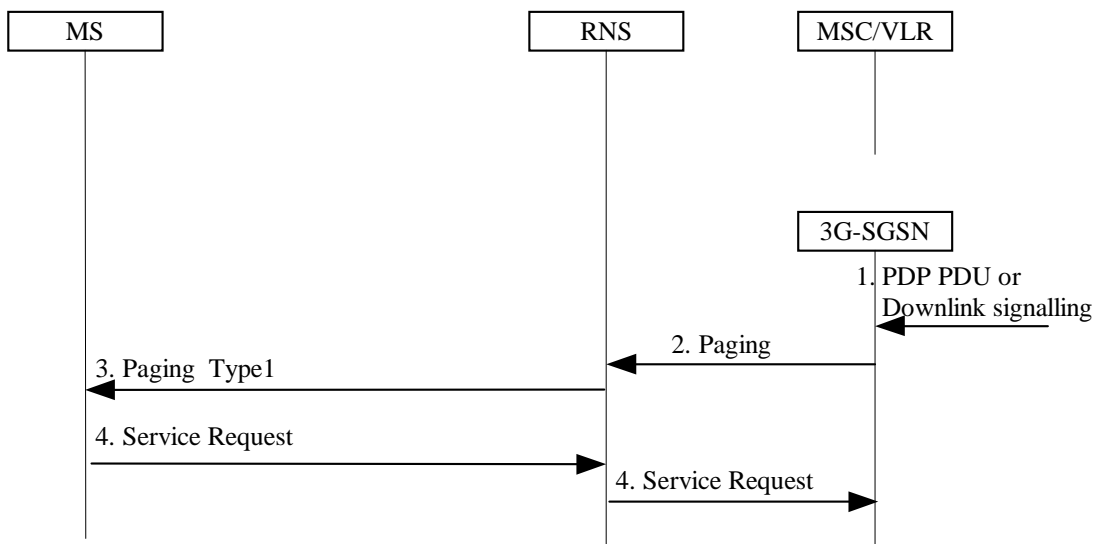 MS
RNS
MSC/VLR
3G-SGSN
1. PDP PDU or
Downlink signalling
2. Paging
3. Paging Type1
4. Service Request
4. Service Request